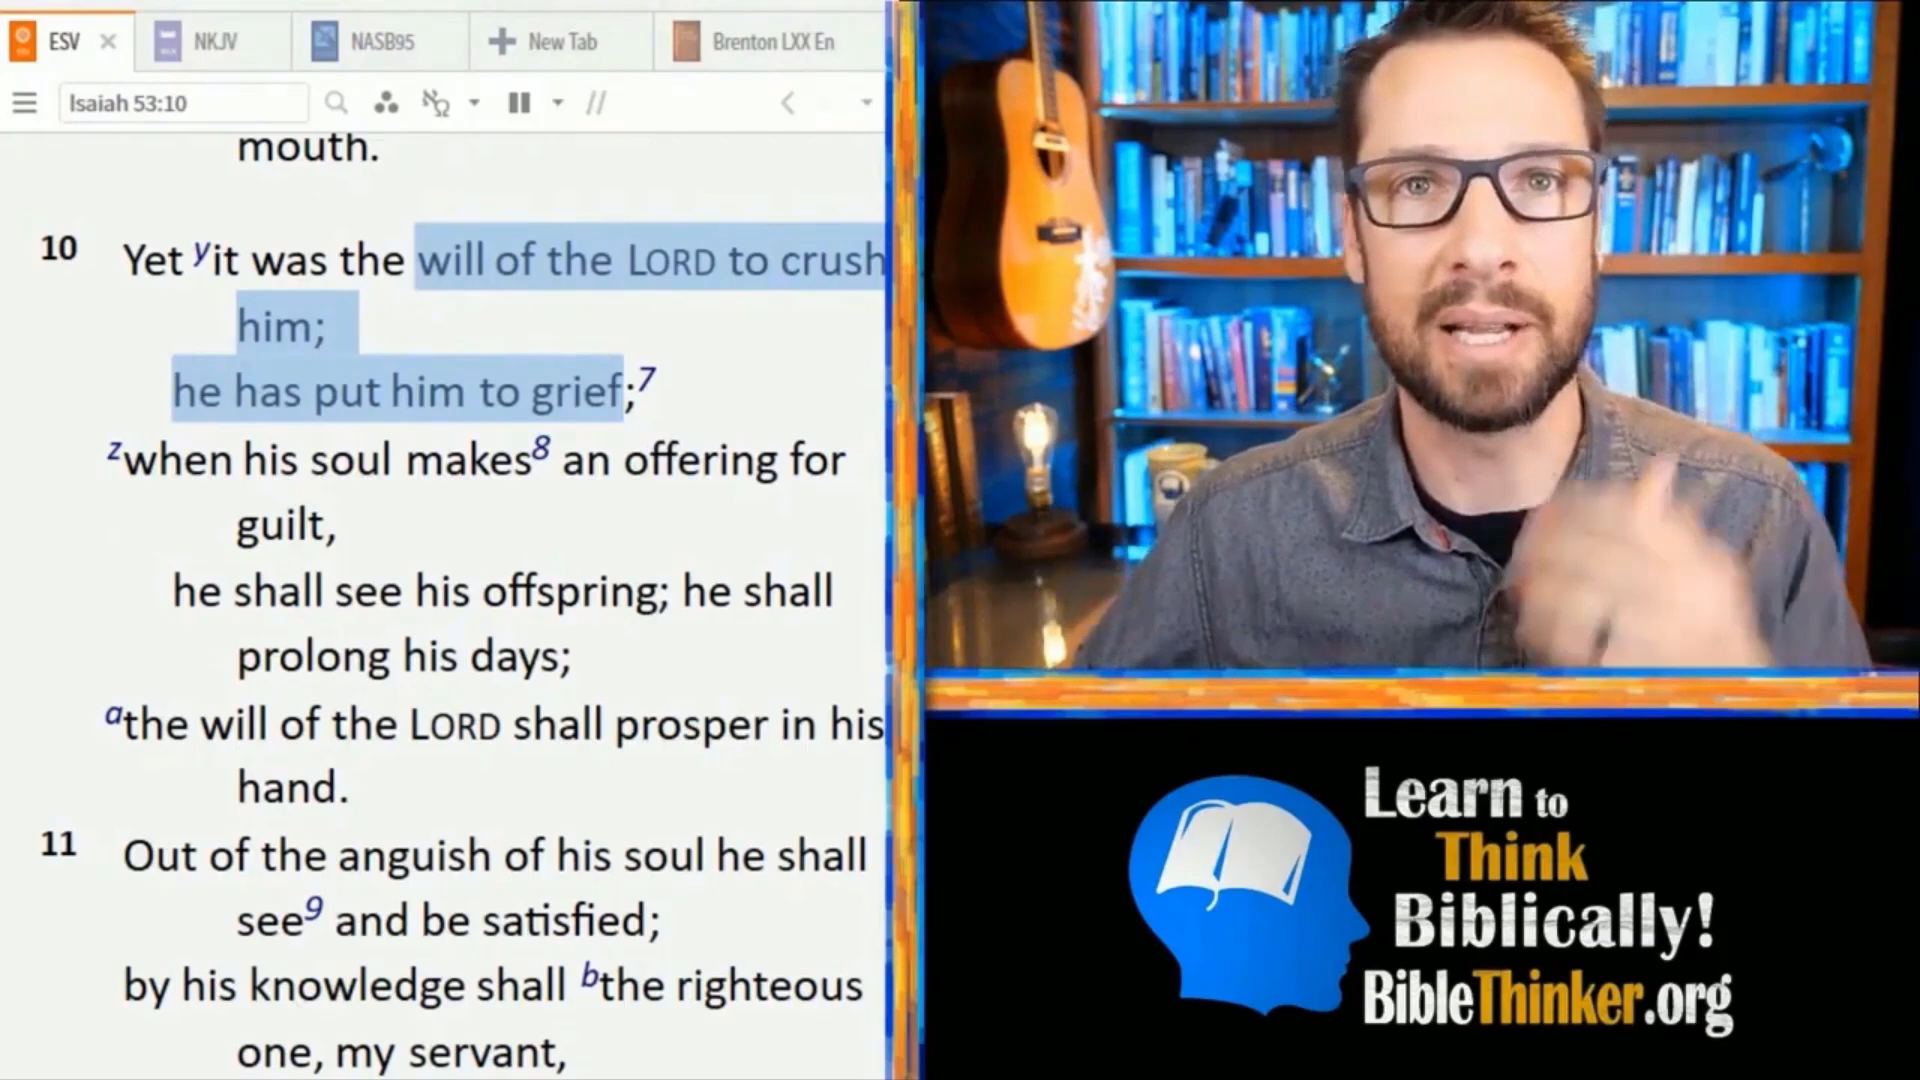 ESV
NKJV
NASB95
New Tab
Brenton LXX En
Isaiah 53:10
mouth.
10 Yet yit was the will of the LORD to crush
him;
he has put him to grief;7
zwhen his soul makes8 an offering for
guilt,
he shall see his offspring; he shall
prolong his days;
athe will of the LORD shall prosper in his
hand.
11 Out of the anguish of his soul he shall
see9 and be satisfied;
by his knowledge shall bthe righteous
one, my servant,
Learn to
Think
Biblically!
BibleThinker.org